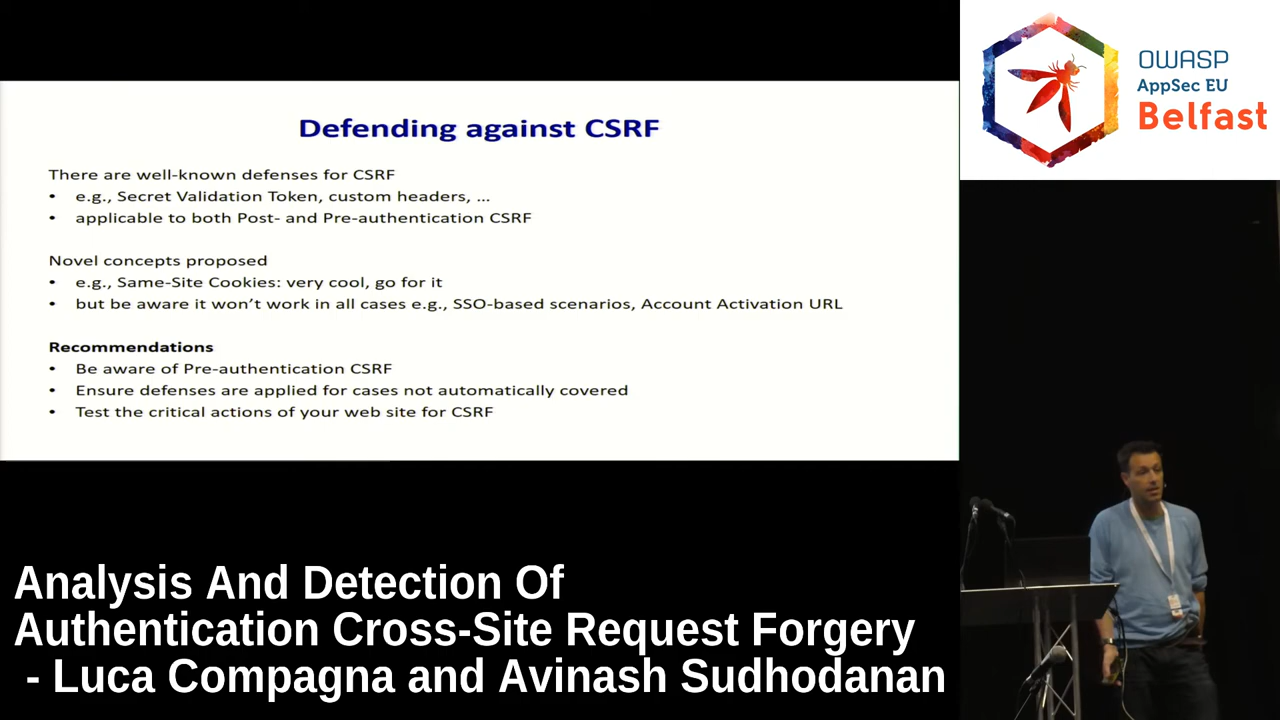 Defending against CSRF
There are well-known defenses for CSRF
• e.g., Secret Validation Token, custom headers, ...
• applicable to both Post- and Pre-authentication CSRF
Novel concepts proposed
• e.g., Same-Site Cookies: very cool, go for it
• but be aware it won't work in all cases e.g., SSO-based scenarios, Account Activation URL
Recommendations
• Be aware of Pre-authentication CSRF
• Ensure defenses are applied for cases not automatically covered
• Test the critical actions of your web site for CSRF
OWASP
AppSec EU
Belfast
Analysis And Detection Of
Authentication Cross-Site Request Forgery
- Luca Compagna and Avinash Sudhodanan